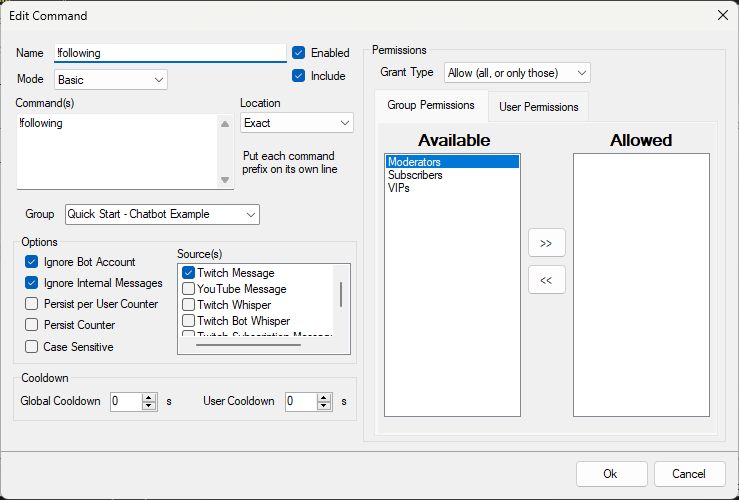 Edit Command
Name !following Enabled
Mode Basic Include
Command(s) Location
!following Exact
Put each command
prefix on its own line
Group Quick Start - Chatbot Example
Options
Ignore Bot Account
Ignore Internal Messages
Persist per User Counter
Persist Counter
Case Sensitive
Source(s)
Twitch Message
YouTube Message
Twitch Whisper
Twitch Bot Whisper
Twitch Subscription Message
Cooldown
Global Cooldown 0 s User Cooldown 0 s
Permissions
Grant Type Allow (all, or only those)
Group Permissions User Permissions
Available Allowed
Moderators
Subscribers
VIPs
>>
<<
Ok Cancel